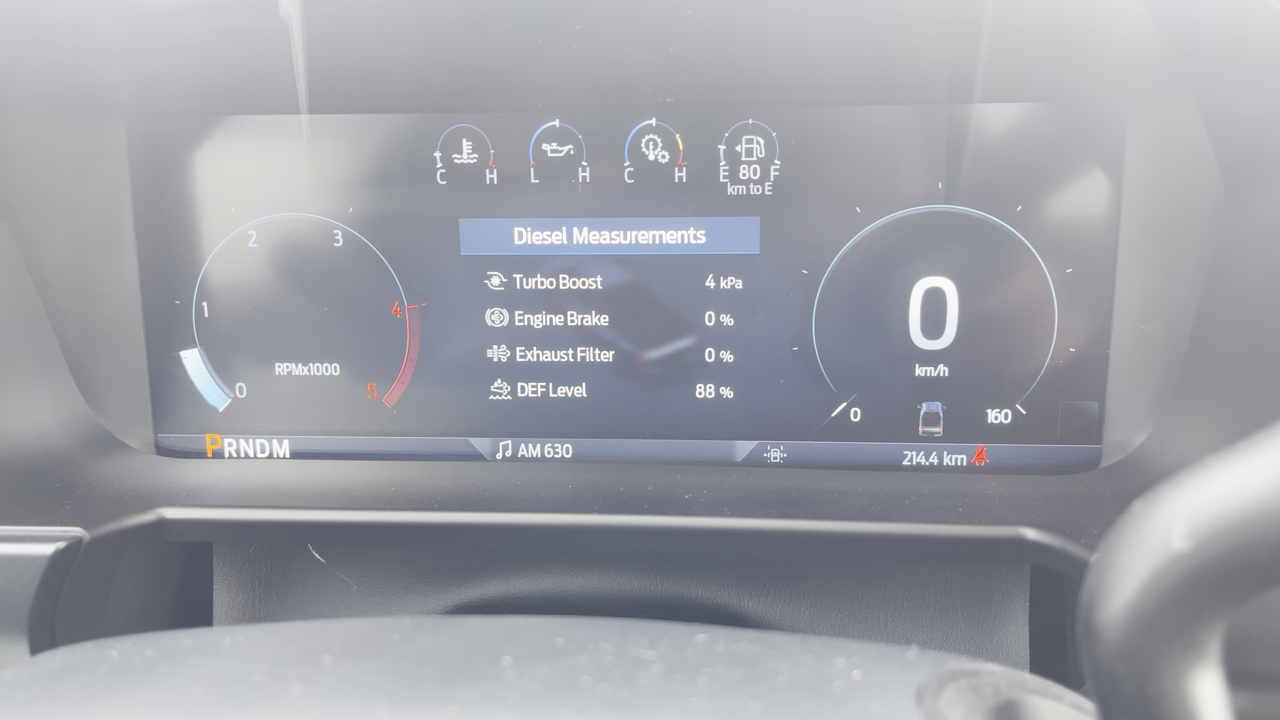 C H L H C H E 80 F
km to E
Diesel Measurements
Turbo Boost 4 kPa
Engine Brake 0 %
Exhaust Filter 0 %
DEF Level 88 %
0 1 2 3 4 5
RPMx1000
0
km/h
0 160
PRNDM
AM 630
214.4 km